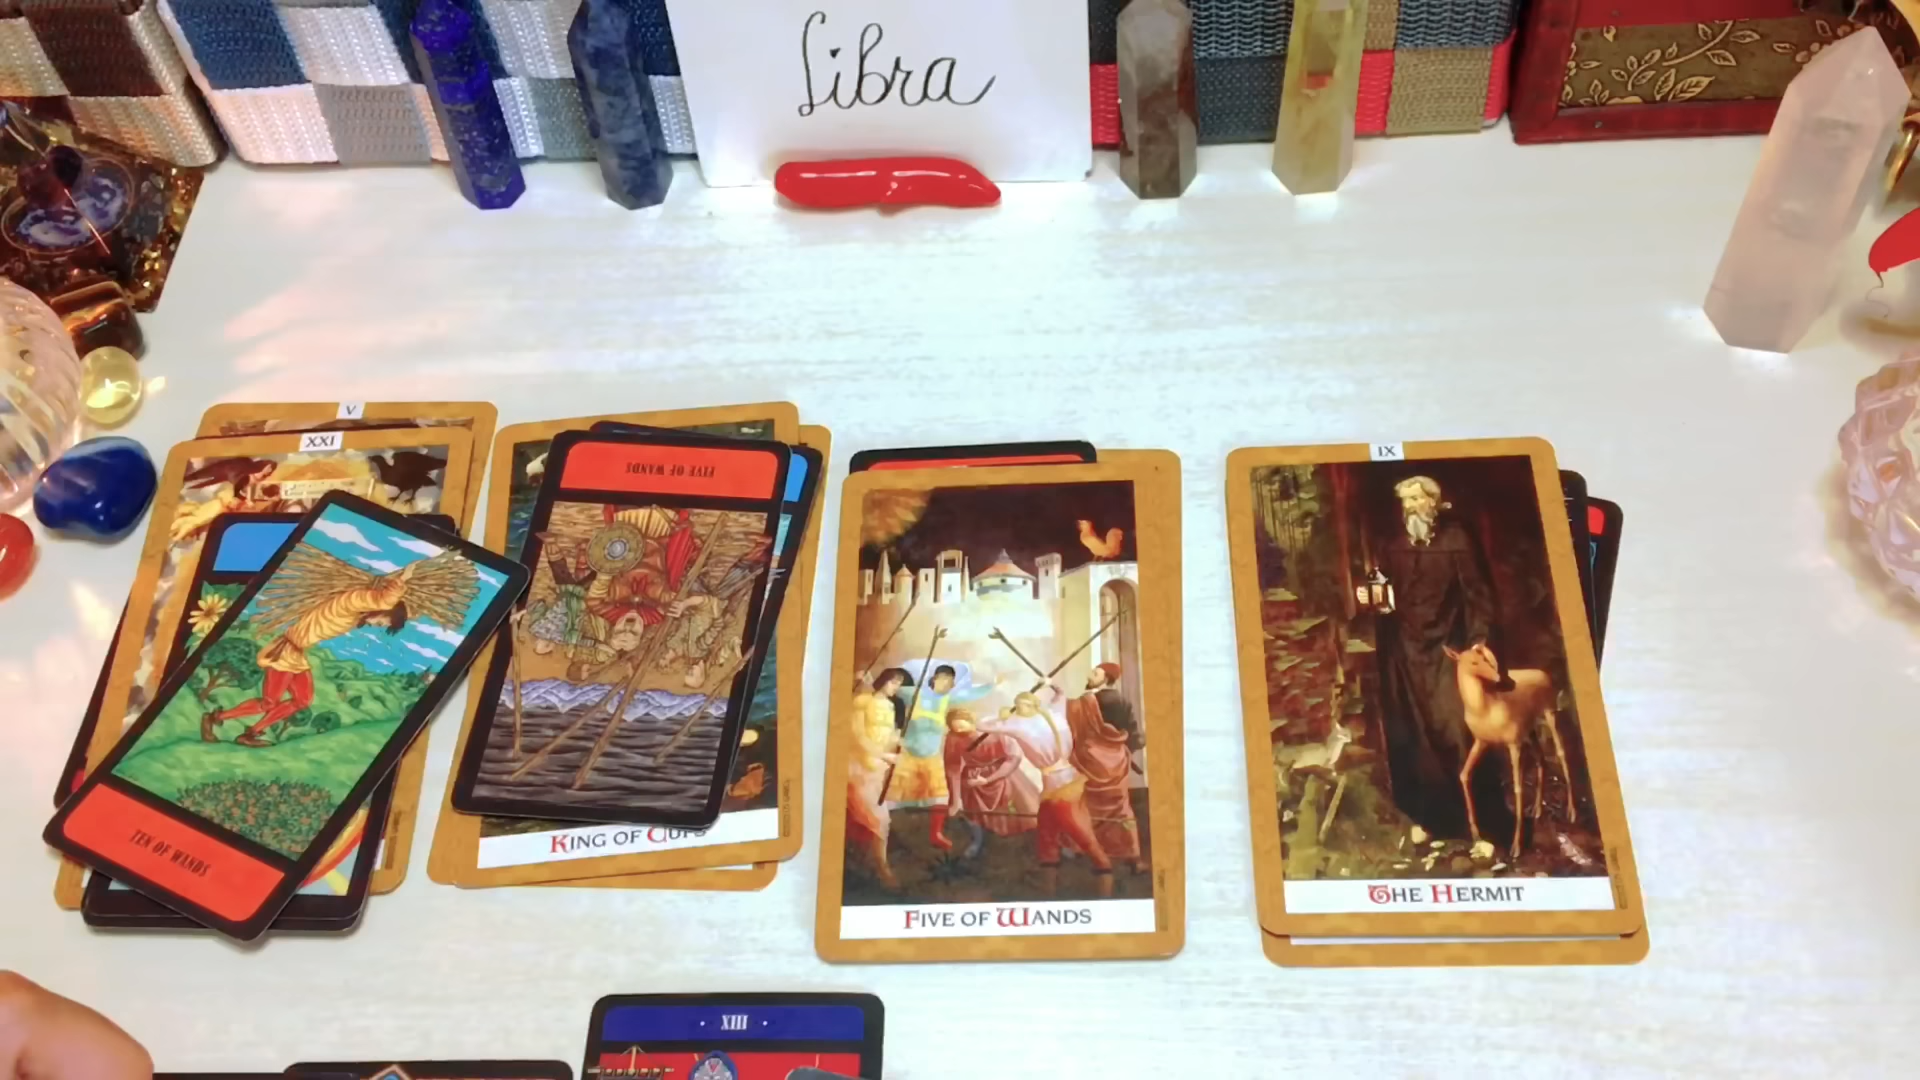 Libra
V
XXI
FIVE OF WANDS
IX
TEN OF WANDS
KING OF CUPS
FIVE OF WANDS
THE HERMIT
· XIII ·